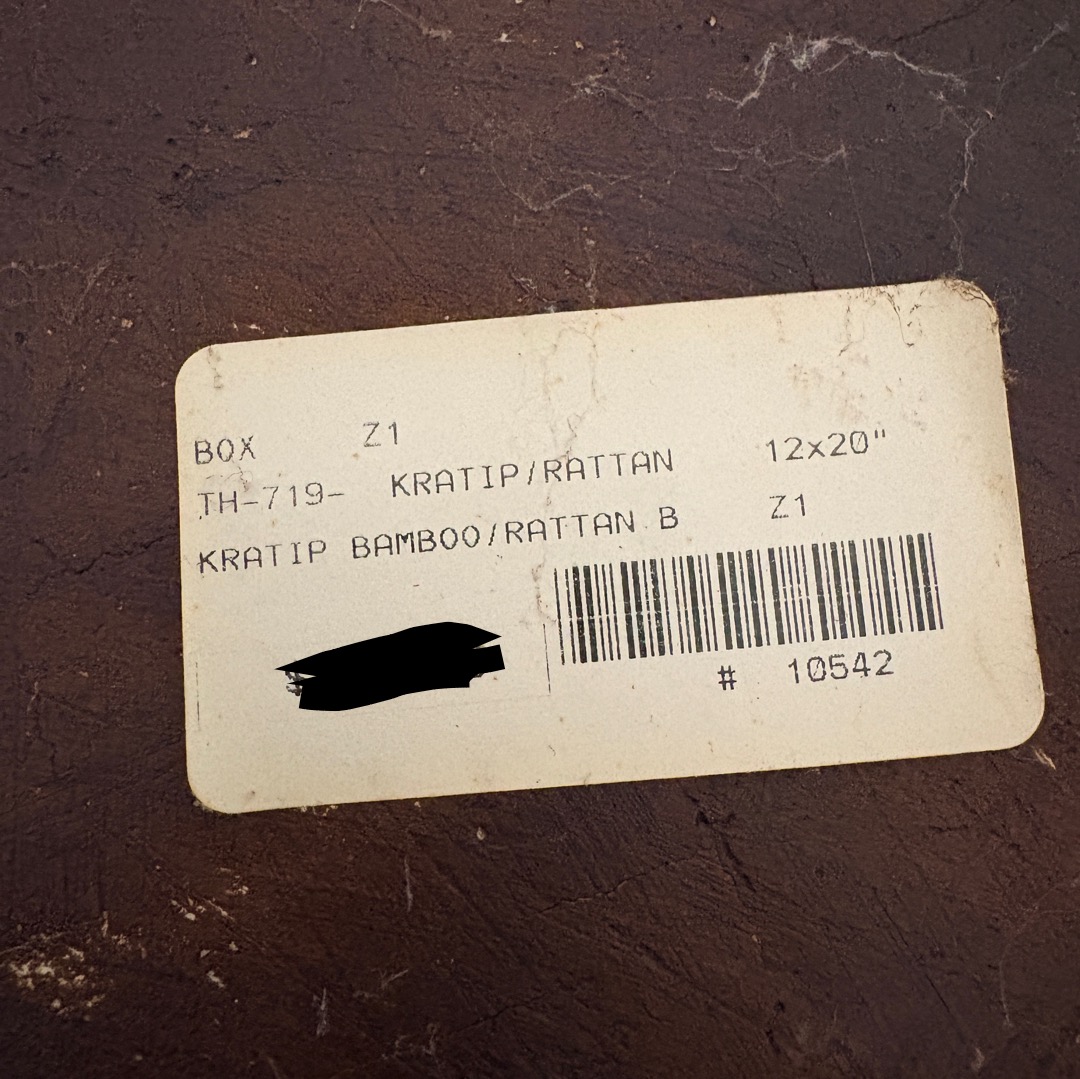 BOX Z1
TH-719- KRATIP/RATTAN 12x20"
KRATIP BAMBOO/RATTAN B Z1
# 10542